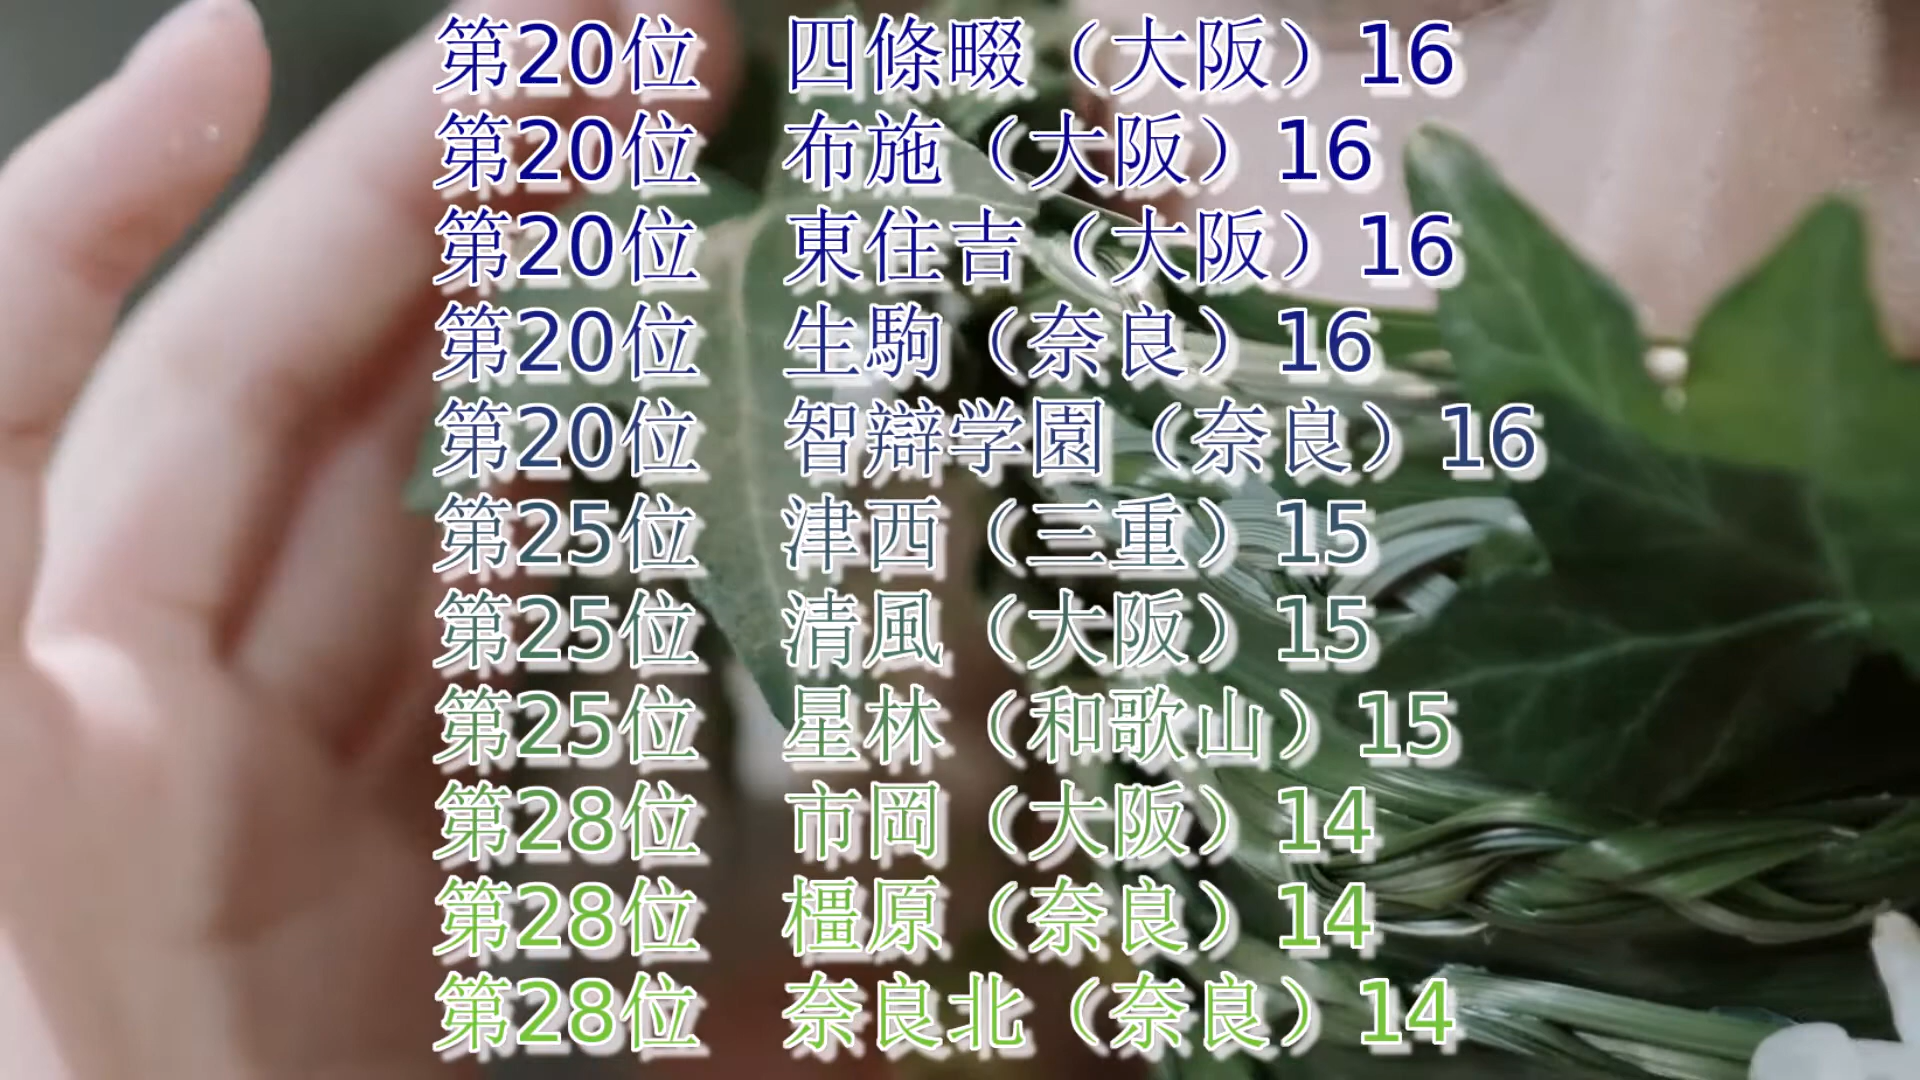 第20位　四條畷（大阪）16
第20位　布施（大阪）16
第20位　東住吉（大阪）16
第20位　生駒（奈良）16
第20位　智辯学園（奈良）16
第25位　津西（三重）15
第25位　清風（大阪）15
第25位　星林（和歌山）15
第28位　市岡（大阪）14
第28位　橿原（奈良）14
第28位　奈良北（奈良）14